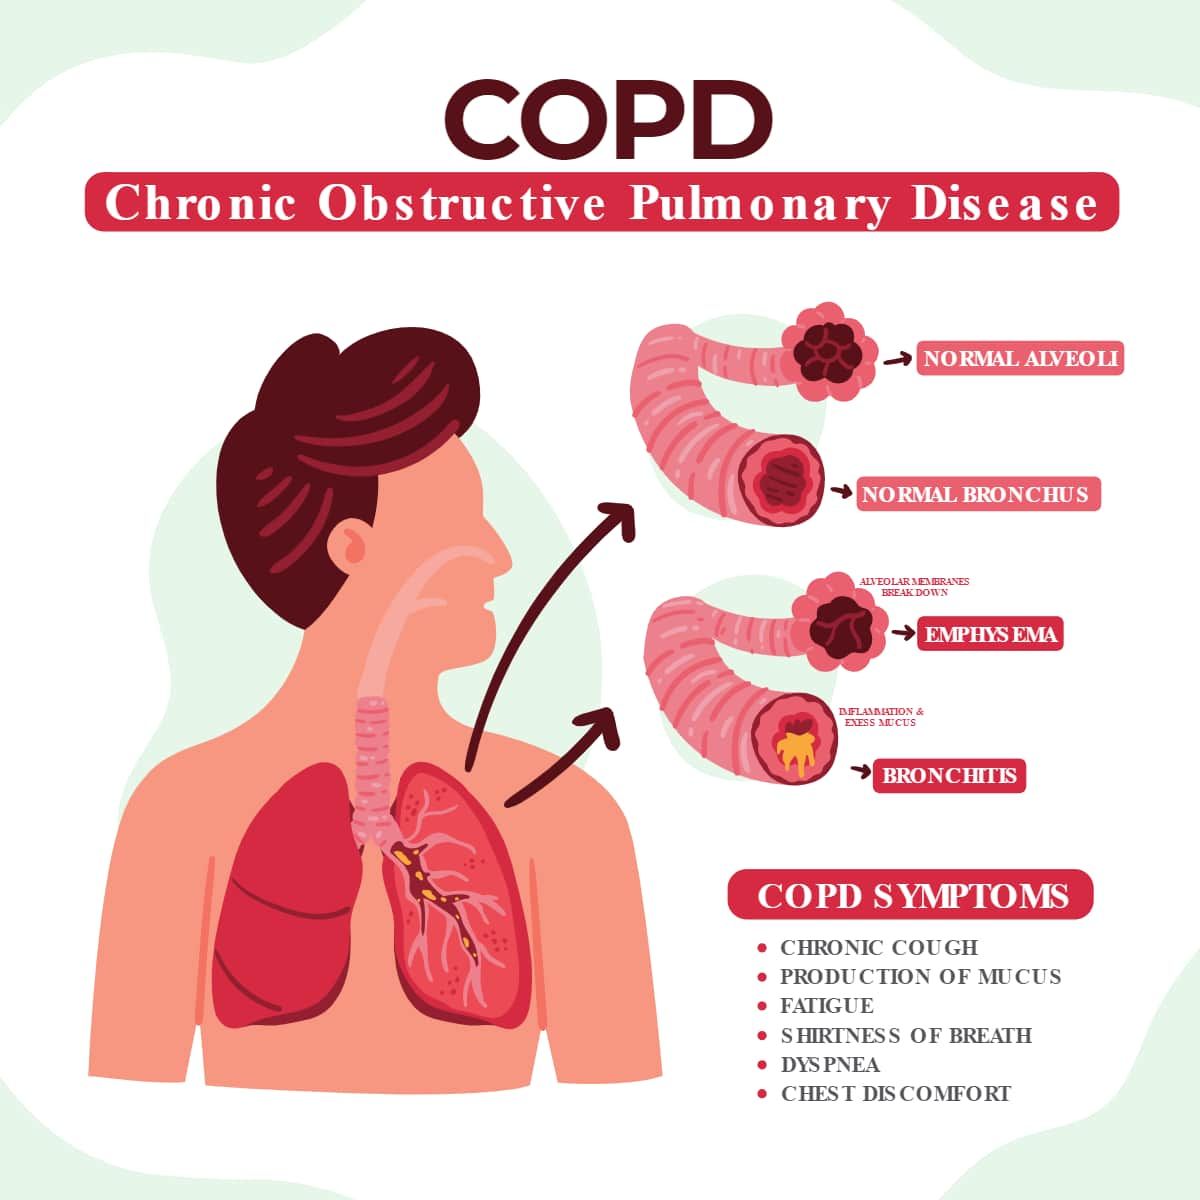 COPD
Chronic Obstructive Pulmonary Disease
NORMAL ALVEOLI
NORMAL BRONCHUS
ALVEOLAR MEMBRANES
BREAK DOWN
EMPHYSEMA
INFLAMMATION &
EXESS MUCUS
BRONCHITIS
COPD SYMPTOMS
• CHRONIC COUGH
• PRODUCTION OF MUCUS
• FATIGUE
• SHIRTNESS OF BREATH
• DYSPNEA
• CHEST DISCOMFORT